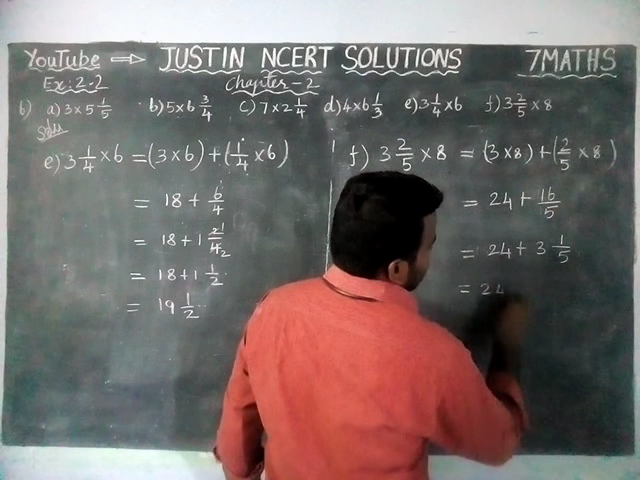 YouTube ⇒ JUSTIN NCERT SOLUTIONS 7MATHS
Ex: 2.2 Chapter-2
6) a) 3×5 1/5 b) 5×6 3/4 c) 7×2 1/4 d) 4×6 1/3 e) 3 1/4 ×6 f) 3 2/5 × 8
Soln
e) 3 1/4 × 6 = (3×6) + (1/4 × 6)
= 18 + 6/4
= 18 + 1 2/4 2
= 18 + 1 1/2
= 19 1/2
f) 3 2/5 × 8 = (3×8) + (2/5 × 8)
= 24 + 16/5
= 24 + 3 1/5
= 24